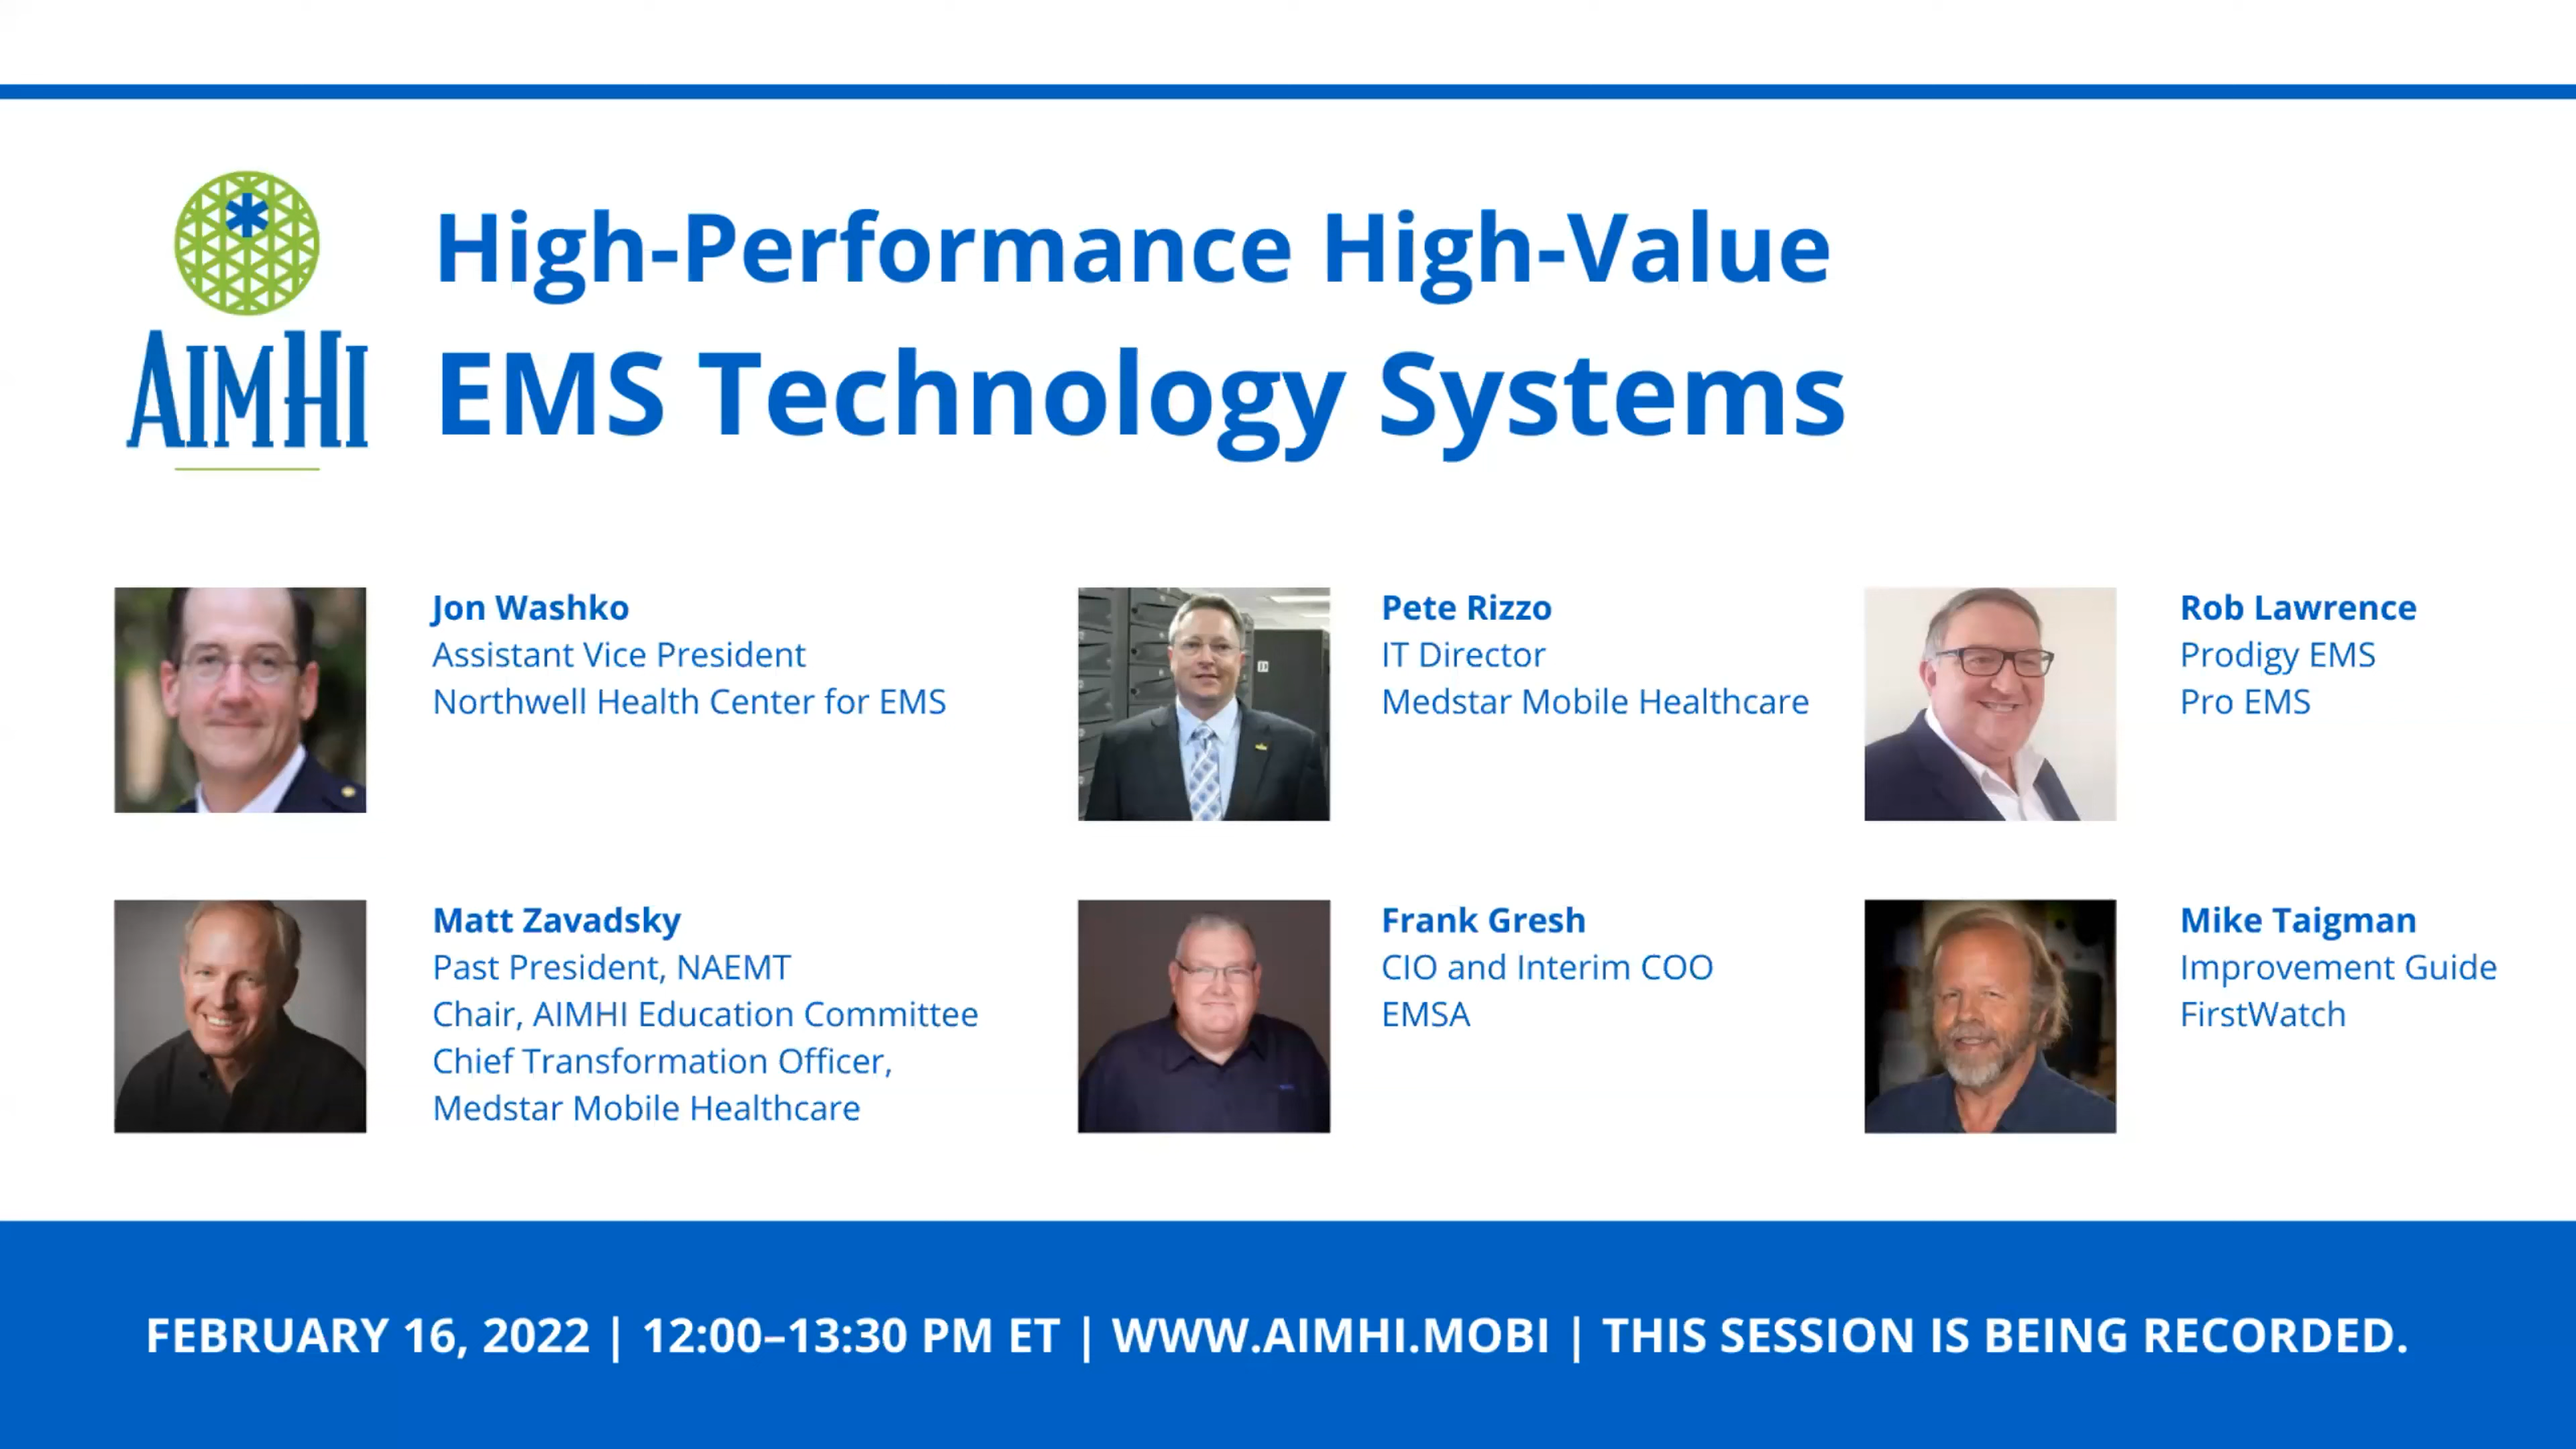 High-Performance High-Value
AIMHI
EMS Technology Systems
Jon Washko
Assistant Vice President
Northwell Health Center for EMS
Pete Rizzo
IT Director
Medstar Mobile Healthcare
Rob Lawrence
Prodigy EMS
Pro EMS
Matt Zavadsky
Past President, NAEMT
Chair, AIMHI Education Committee
Chief Transformation Officer,
Medstar Mobile Healthcare
Frank Gresh
CIO and Interim COO
EMSA
Mike Taigman
Improvement Guide
FirstWatch
FEBRUARY 16, 2022 | 12:00–13:30 PM ET | WWW.AIMHI.MOBI | THIS SESSION IS BEING RECORDED.